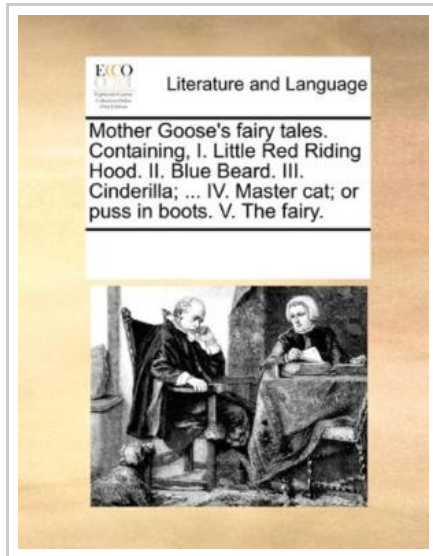 ECCO
Literature and Language
Mother Goose's fairy tales.
Containing, I. Little Red Riding
Hood. II. Blue Beard. III.
Cinderilla; ... IV. Master cat; or
puss in boots. V. The fairy.